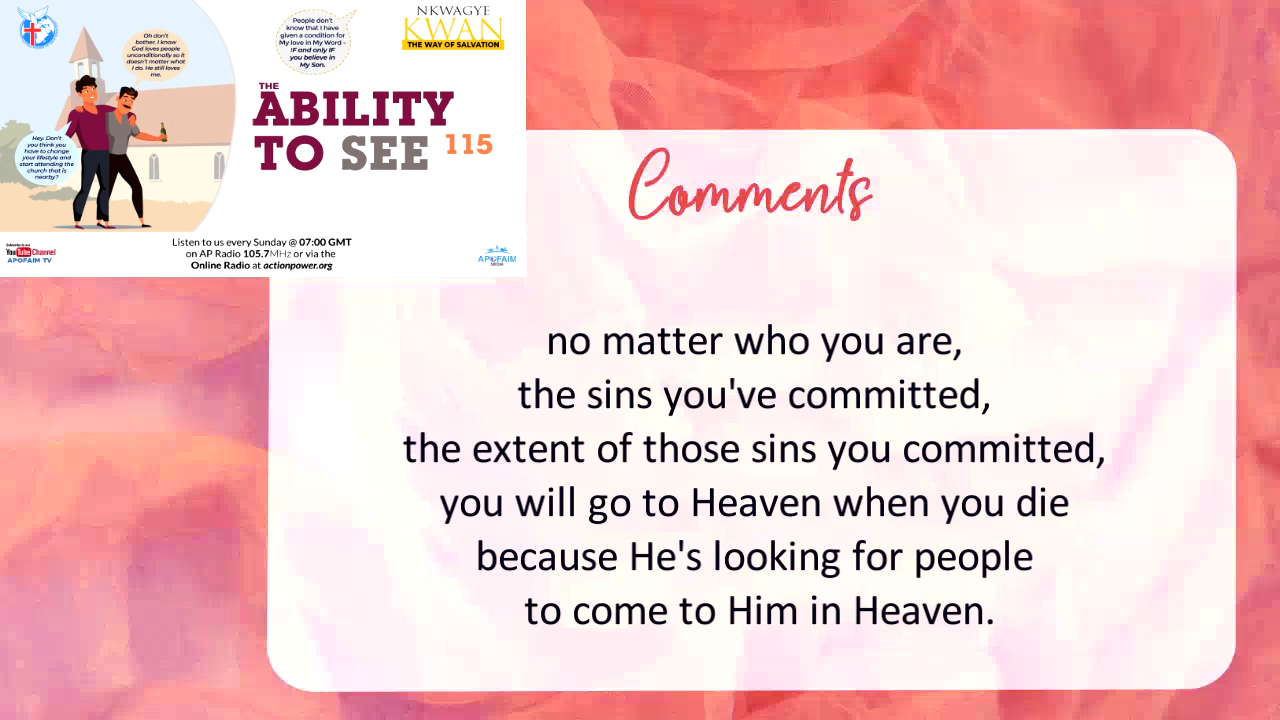 Oh don't
bother. I know
God loves people
unconditionally so it
doesn't matter what
I do. He still loves
me.
Hey. Don't
you think you
have to change
your lifestyle and
start attending the
church that is
nearby?
People don't
know that I have
given a condition for
My love in My Word -
IF and only IF
you believe in
My Son.
NKWAGYE
KWAN
THE WAY OF SALVATION
THE
ABILITY
TO SEE 115
Listen to us every Sunday @ 07:00 GMT
on AP Radio 105.7MHz or via the
Online Radio at actionpower.org
YouTube Channel
APOFAIM TV
APOFAIM
MEDIA
Comments
no matter who you are,
the sins you've committed,
the extent of those sins you committed,
you will go to Heaven when you die
because He's looking for people
to come to Him in Heaven.